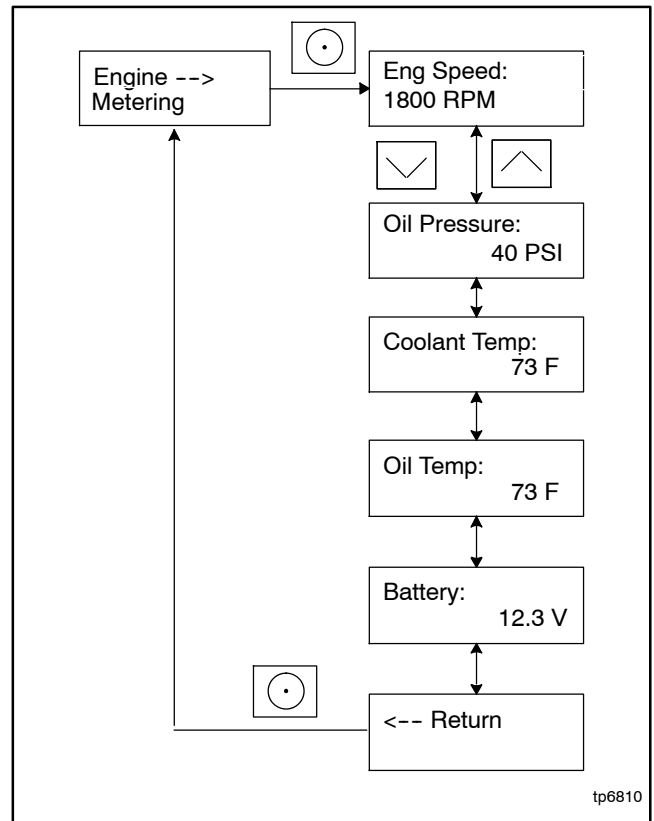 Engine -->
Metering
Eng Speed:
1800 RPM
Oil Pressure:
40 PSI
Coolant Temp:
73 F
Oil Temp:
73 F
Battery:
12.3 V
<-- Return
tp6810